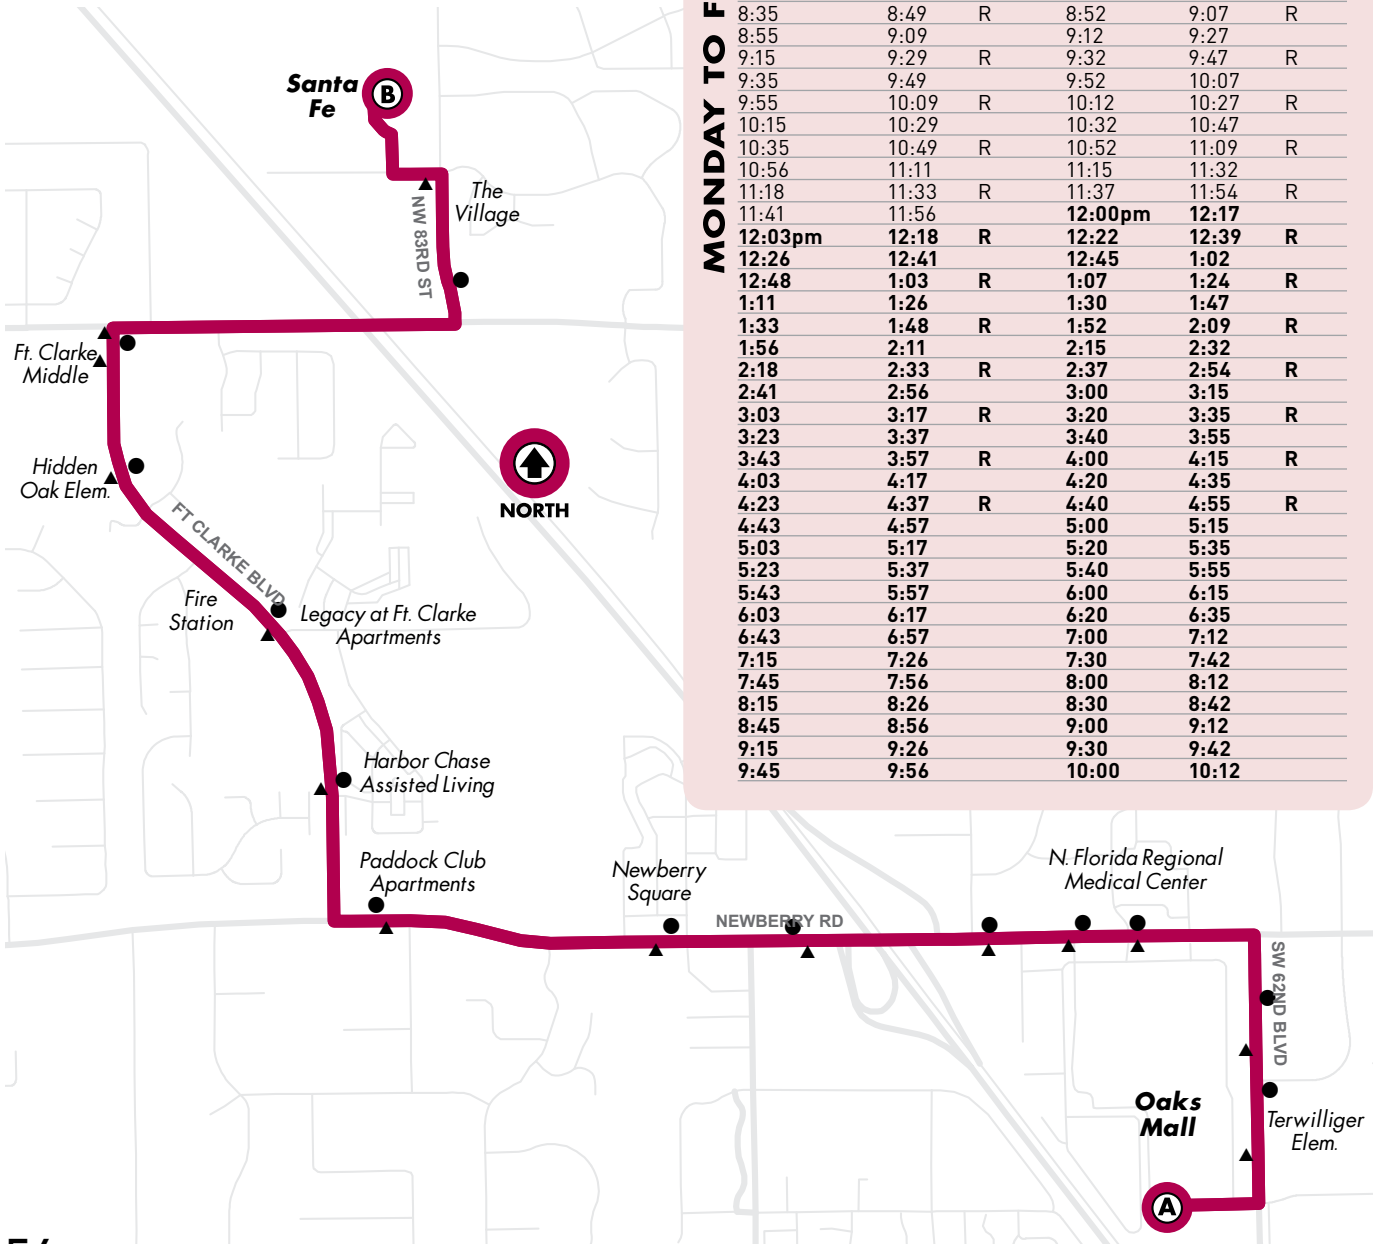 MONDAY TO F
8:35 8:49 R 8:52 9:07 R
8:55 9:09 9:12 9:27
9:15 9:29 R 9:32 9:47 R
9:35 9:49 9:52 10:07
9:55 10:09 R 10:12 10:27 R
10:15 10:29 10:32 10:47
10:35 10:49 R 10:52 11:09 R
10:56 11:11 11:15 11:32
11:18 11:33 R 11:37 11:54 R
11:41 11:56 12:00pm 12:17
12:03pm 12:18 R 12:22 12:39 R
12:26 12:41 12:45 1:02
12:48 1:03 R 1:07 1:24 R
1:11 1:26 1:30 1:47
1:33 1:48 R 1:52 2:09 R
1:56 2:11 2:15 2:32
2:18 2:33 R 2:37 2:54 R
2:41 2:56 3:00 3:15
3:03 3:17 R 3:20 3:35 R
3:23 3:37 3:40 3:55
3:43 3:57 R 4:00 4:15 R
4:03 4:17 4:20 4:35
4:23 4:37 R 4:40 4:55 R
4:43 4:57 5:00 5:15
5:03 5:17 5:20 5:35
5:23 5:37 5:40 5:55
5:43 5:57 6:00 6:15
6:03 6:17 6:20 6:35
6:43 6:57 7:00 7:12
7:15 7:26 7:30 7:42
7:45 7:56 8:00 8:12
8:15 8:26 8:30 8:42
8:45 8:56 9:00 9:12
9:15 9:26 9:30 9:42
9:45 9:56 10:00 10:12
Santa
Fe
B
The
Village
NW 83RD ST
Ft. Clarke
Middle
Hidden
Oak Elem.
NORTH
FT CLARKE BLVD
Fire
Station
Legacy at Ft. Clarke
Apartments
Harbor Chase
Assisted Living
Paddock Club
Apartments
Newberry
Square
NEWBERRY RD
N. Florida Regional
Medical Center
SW 62ND BLVD
Oaks
Mall
Terwilliger
Elem.
A